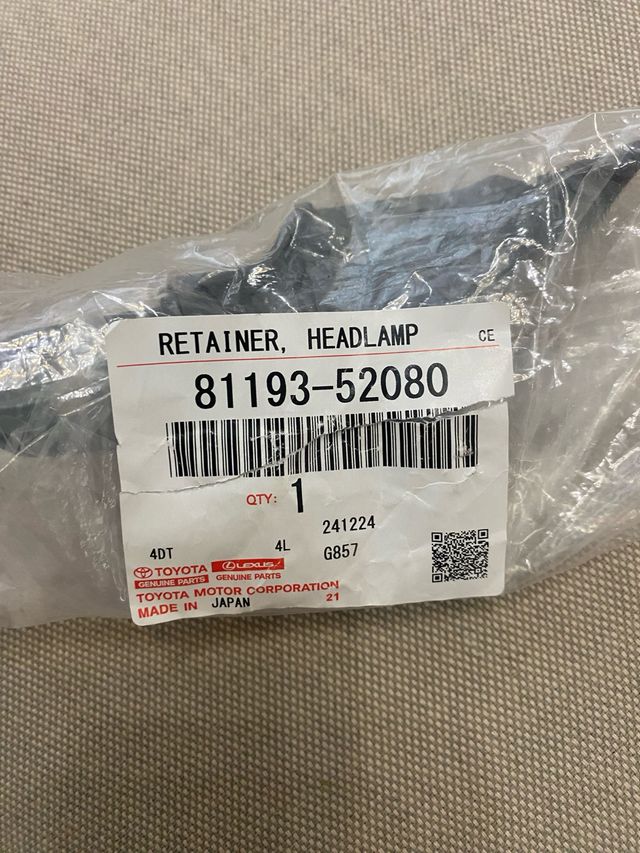 RETAINER, HEADLAMP CE
81193-52080
QTY: 1
241224
4DT 4L G857
TOYOTA LEXUS
GENUINE PARTS GENUINE PARTS
TOYOTA MOTOR CORPORATION
MADE IN JAPAN 21